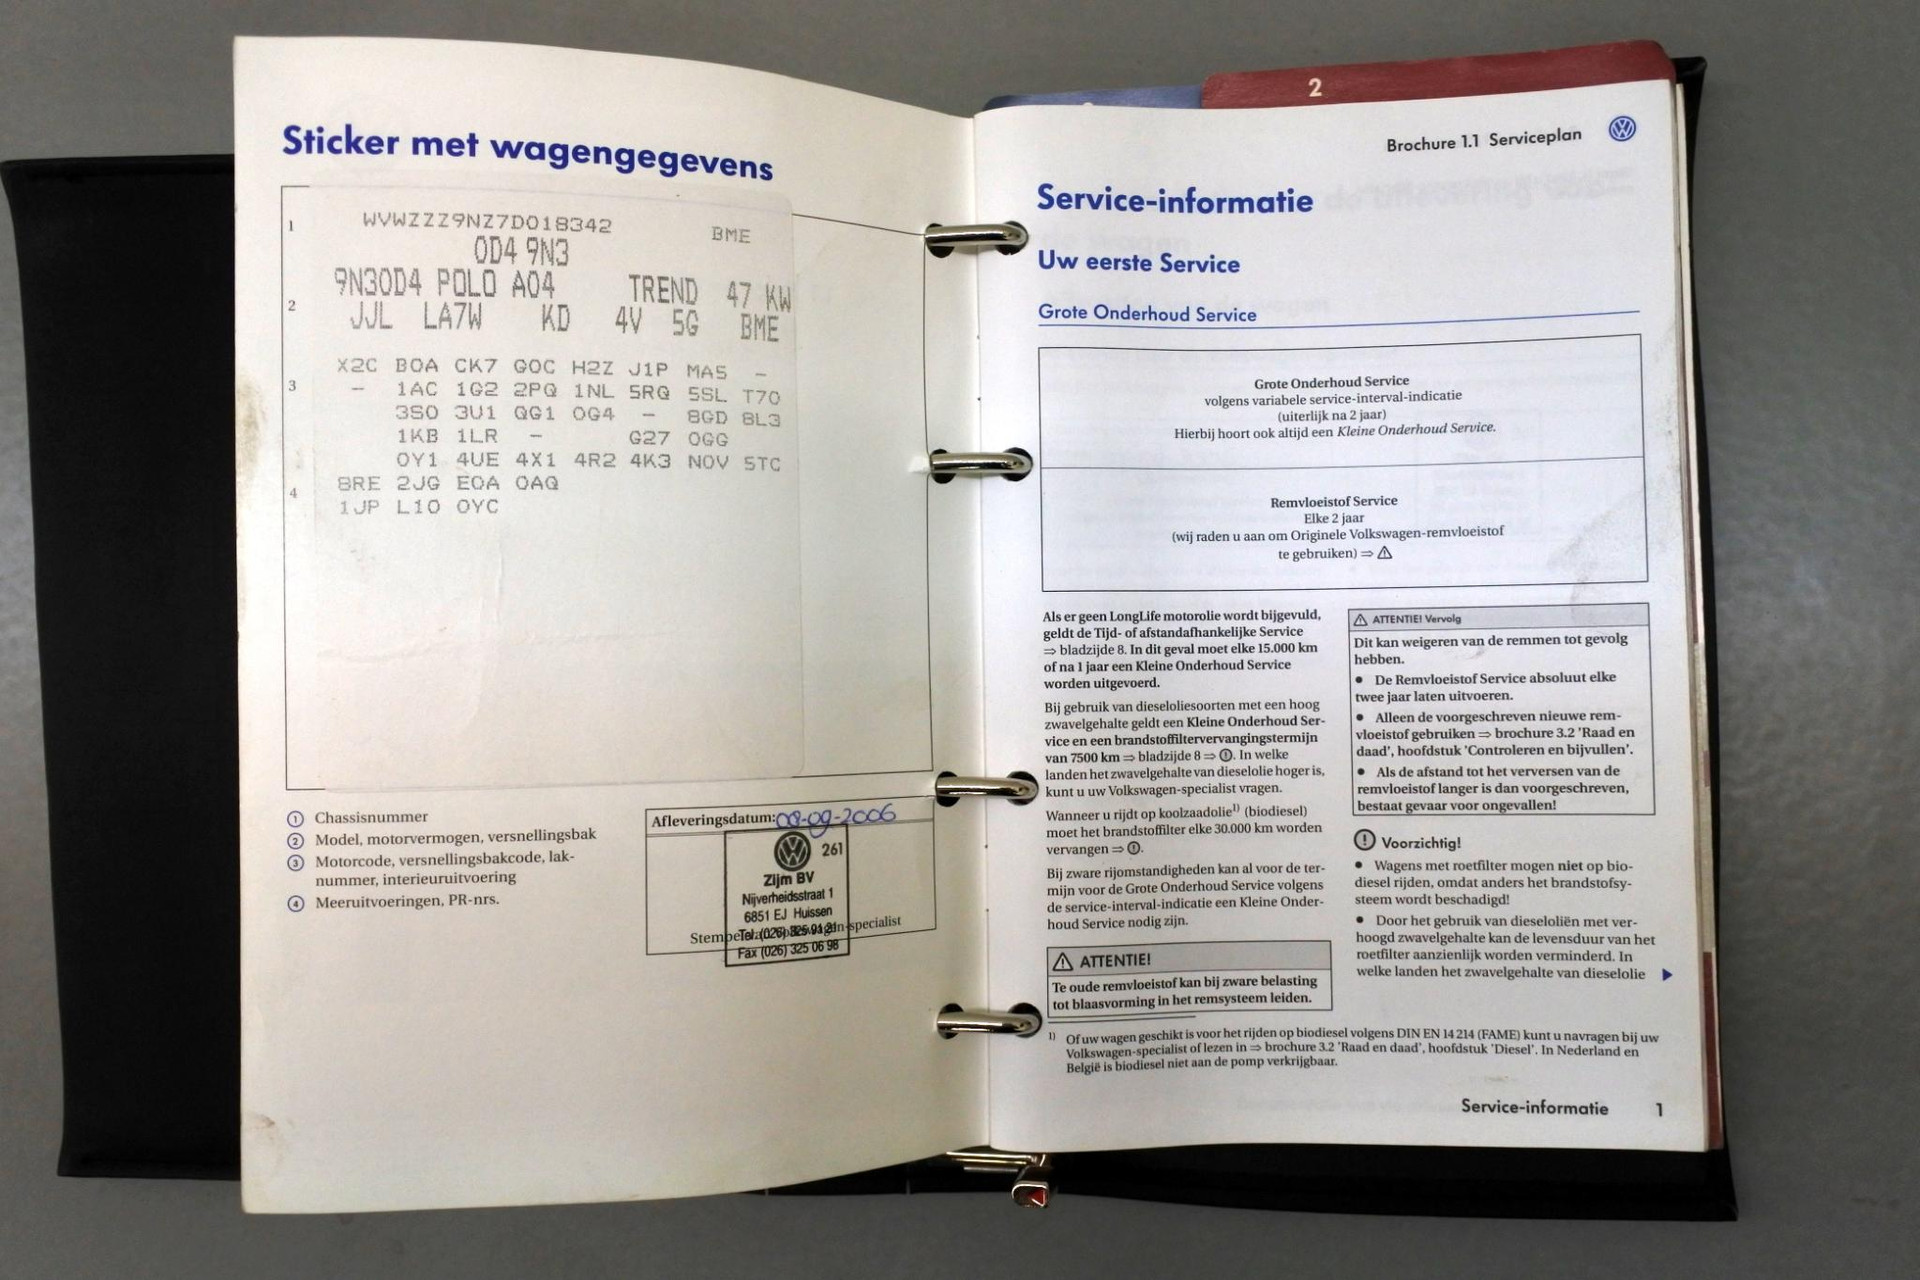 Sticker met wagengegevens
1
WVWZZZ9NZ7D018342 BME
0D4 9N3
9N30D4 POLO A04 TREND 47 KW
2
JJL LA7W KD 4V 5G BME
X2C B0A CK7 G0C H2Z J1P MA5 -
3
- 1AC 1G2 2PQ 1NL 5RQ 5SL T70
3S0 3U1 QG1 0G4 - 8GD 8L3
1KB 1LR - G27 0GG
0Y1 4UE 4X1 4R2 4K3 N0V 5TC
4
8RE 2JG E0A 0AQ
1JP L10 0YC
1 Chassisnummer
2 Model, motorvermogen, versnellingsbak
3 Motorcode, versnellingsbakcode, lak-
nummer, interieuruitvoering
4 Meeruitvoeringen, PR-nrs.
Afleveringsdatum: 08-09-2006
261
Zijm BV
Nijverheidsstraat 1
6851 EJ Huissen
Tel. (026) 325 91 21
Fax (026) 325 06 98
2
Brochure 1.1 Serviceplan
Service-informatie
Uw eerste Service
Grote Onderhoud Service
Grote Onderhoud Service
volgens variabele service-interval-indicatie
(uiterlijk na 2 jaar)
Hierbij hoort ook altijd een Kleine Onderhoud Service.
Remvloeistof Service
Elke 2 jaar
(wij raden u aan om Originele Volkswagen-remvloeistof
te gebruiken) ⇒ ⚠
Als er geen LongLife motorolie wordt bijgevuld,
geldt de Tijd- of afstandafhankelijke Service
⇒ bladzijde 8. In dit geval moet elke 15.000 km
of na 1 jaar een Kleine Onderhoud Service
worden uitgevoerd.
Bij gebruik van dieseloliesoorten met een hoog
zwavelgehalte geldt een Kleine Onderhoud Ser-
vice en een brandstoffiltervervangingstermijn
van 7500 km ⇒ bladzijde 8 ⇒ ①. In welke
landen het zwavelgehalte van dieselolie hoger is,
kunt u uw Volkswagen-specialist vragen.
Wanneer u rijdt op koolzaadolie¹⁾ (biodiesel)
moet het brandstoffilter elke 30.000 km worden
vervangen ⇒ ①.
Bij zware rijomstandigheden kan al voor de ter-
mijn voor de Grote Onderhoud Service volgens
de service-interval-indicatie een Kleine Onder-
houd Service nodig zijn.
⚠ ATTENTIE!
Te oude remvloeistof kan bij zware belasting
tot blaasvorming in het remsysteem leiden.
⚠ ATTENTIE! Vervolg
Dit kan weigeren van de remmen tot gevolg
hebben.
• De Remvloeistof Service absoluut elke
twee jaar laten uitvoeren.
• Alleen de voorgeschreven nieuwe rem-
vloeistof gebruiken ⇒ brochure 3.2 'Raad en
daad', hoofdstuk 'Controleren en bijvullen'.
• Als de afstand tot het verversen van de
remvloeistof langer is dan voorgeschreven,
bestaat gevaar voor ongevallen!
Voorzichtig!
• Wagens met roetfilter mogen niet op bio-
diesel rijden, omdat anders het brandstofsy-
steem wordt beschadigd!
• Door het gebruik van dieseloliën met ver-
hoogd zwavelgehalte kan de levensduur van het
roetfilter aanzienlijk worden verminderd. In
welke landen het zwavelgehalte van dieselolie
¹⁾ Of uw wagen geschikt is voor het rijden op biodiesel volgens DIN EN 14 214 (FAME) kunt u navragen bij uw
Volkswagen-specialist of lezen in ⇒ brochure 3.2 'Raad en daad', hoofdstuk 'Diesel'. In Nederland en
België is biodiesel niet aan de pomp verkrijgbaar.
Service-informatie 1